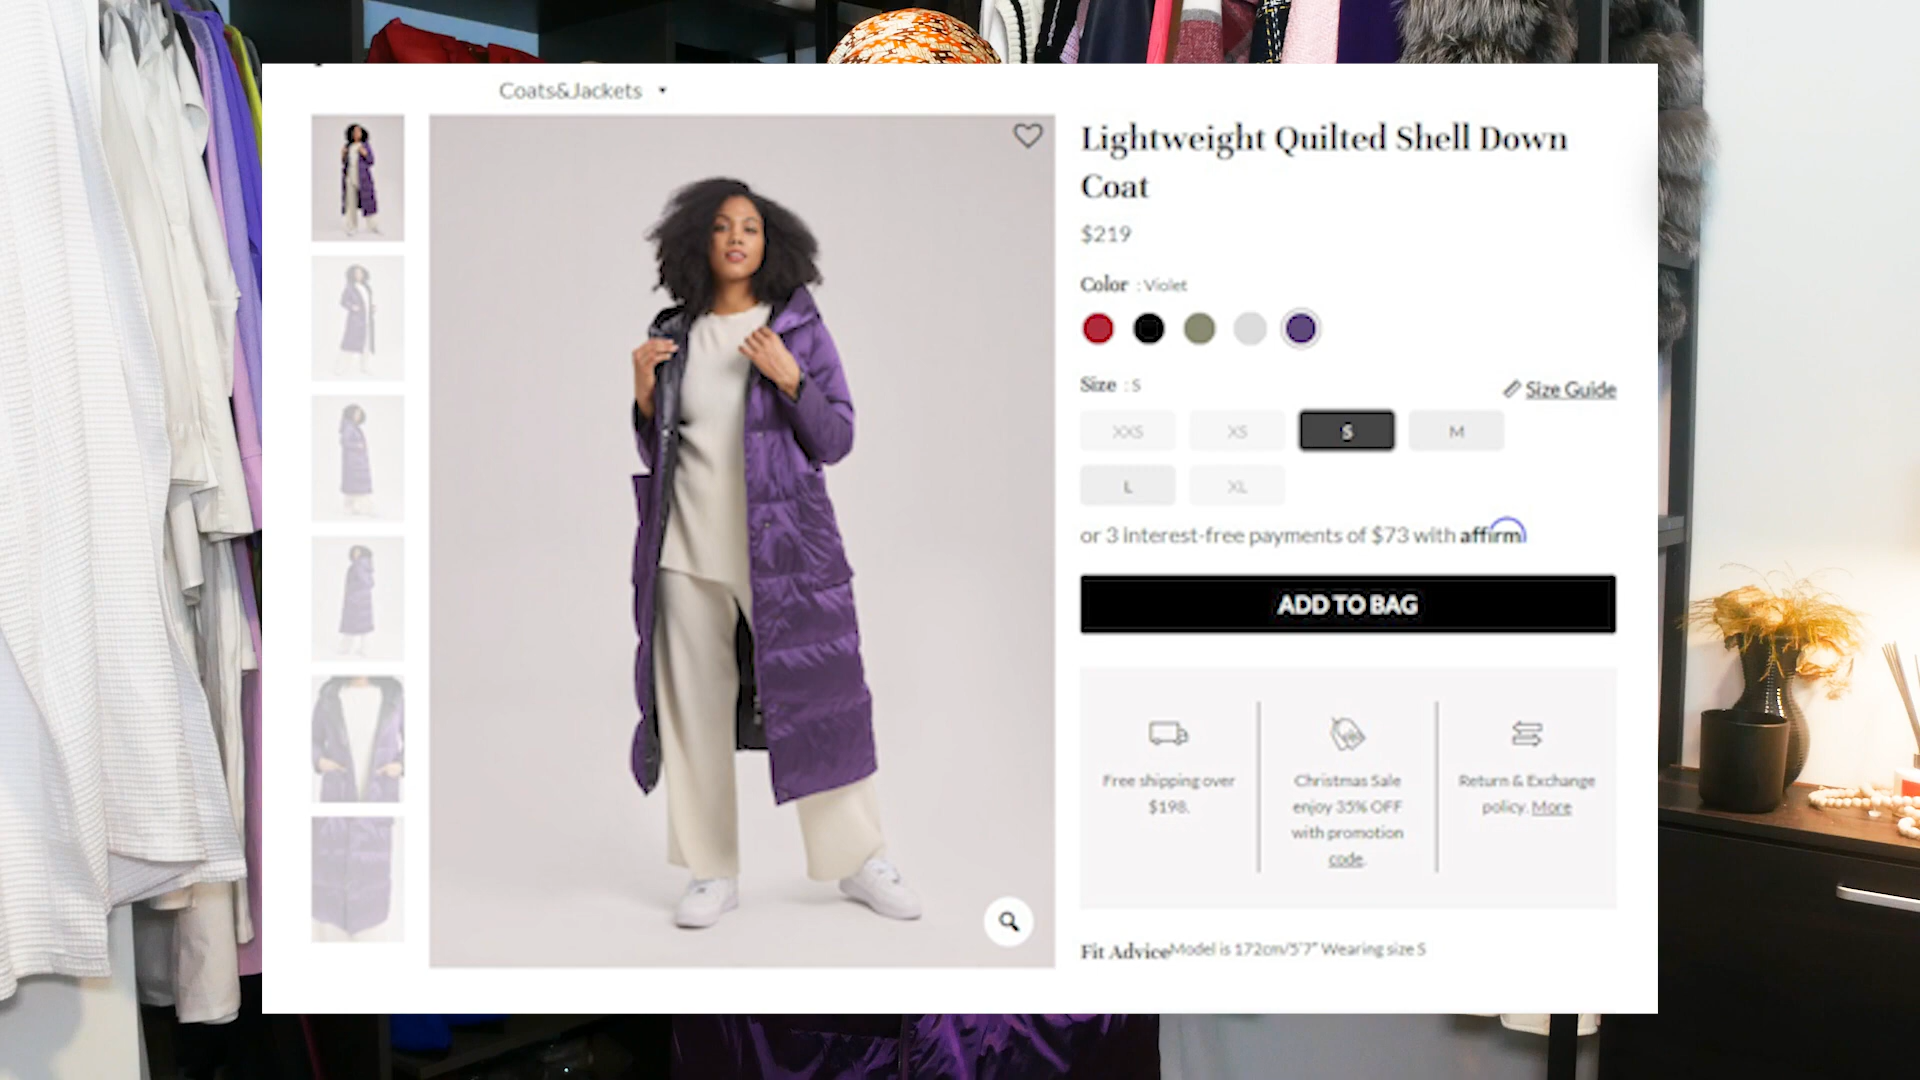 Coats&Jackets
Lightweight Quilted Shell Down
Coat
$219
Color : Violet
Size : S
Size Guide
XXS XS S M
L XL
or 3 interest-free payments of $73 with affirm
ADD TO BAG
Free shipping over
$198.
Christmas Sale
enjoy 35% OFF
with promotion
code.
Return & Exchange
policy. More
Fit Advice Model is 172cm/5'7" Wearing size S